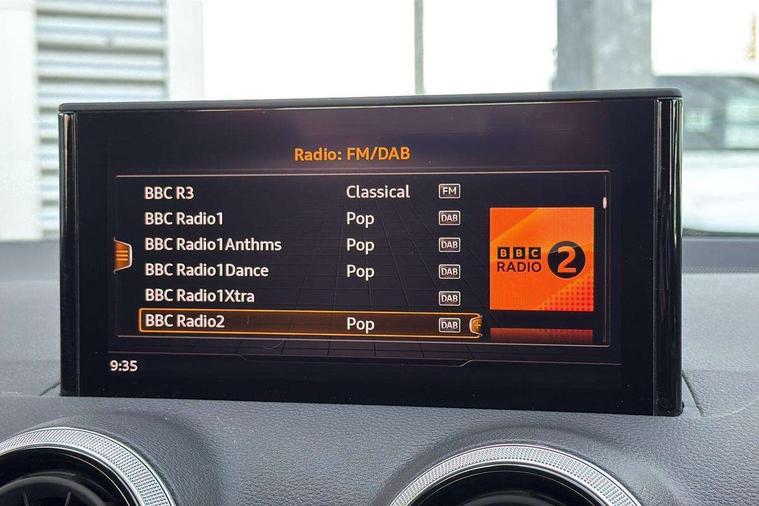 Radio: FM/DAB
BBC R3 Classical FM
BBC Radio1 Pop DAB
BBC Radio1Anthms Pop DAB
BBC Radio1Dance Pop DAB
BBC Radio1Xtra DAB
BBC Radio2 Pop DAB
BBC
RADIO 2
9:35